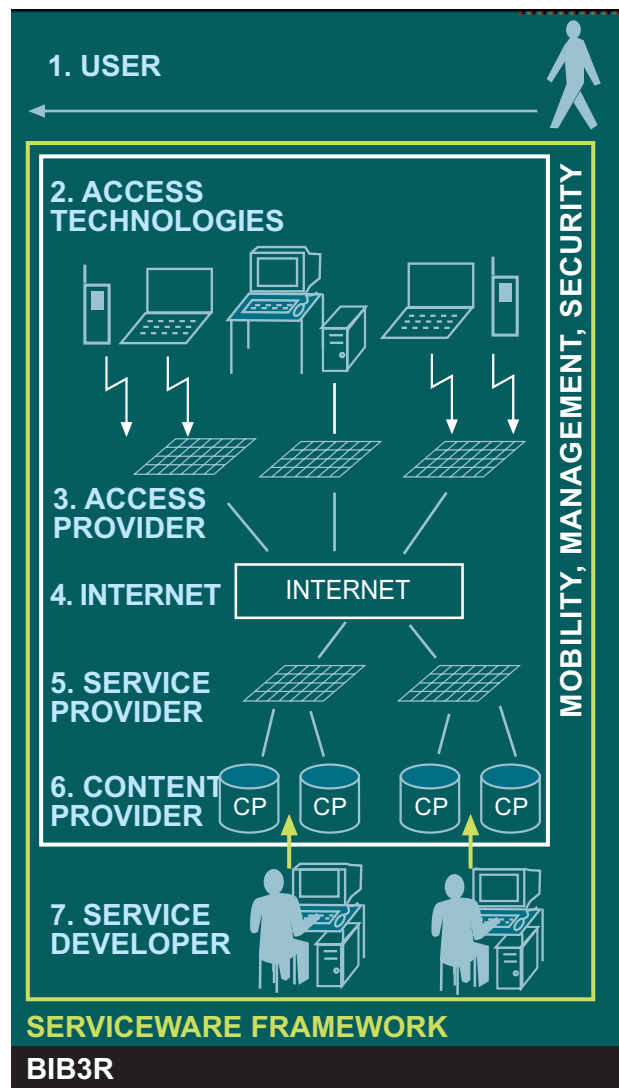 1. USER
2. ACCESS
TECHNOLOGIES
MOBILITY, MANAGEMENT, SECURITY
3. ACCESS
PROVIDER
4. INTERNET
INTERNET
5. SERVICE
PROVIDER
6. CONTENT
PROVIDER
CP CP CP CP
7. SERVICE
DEVELOPER
SERVICEWARE FRAMEWORK
BIB3R